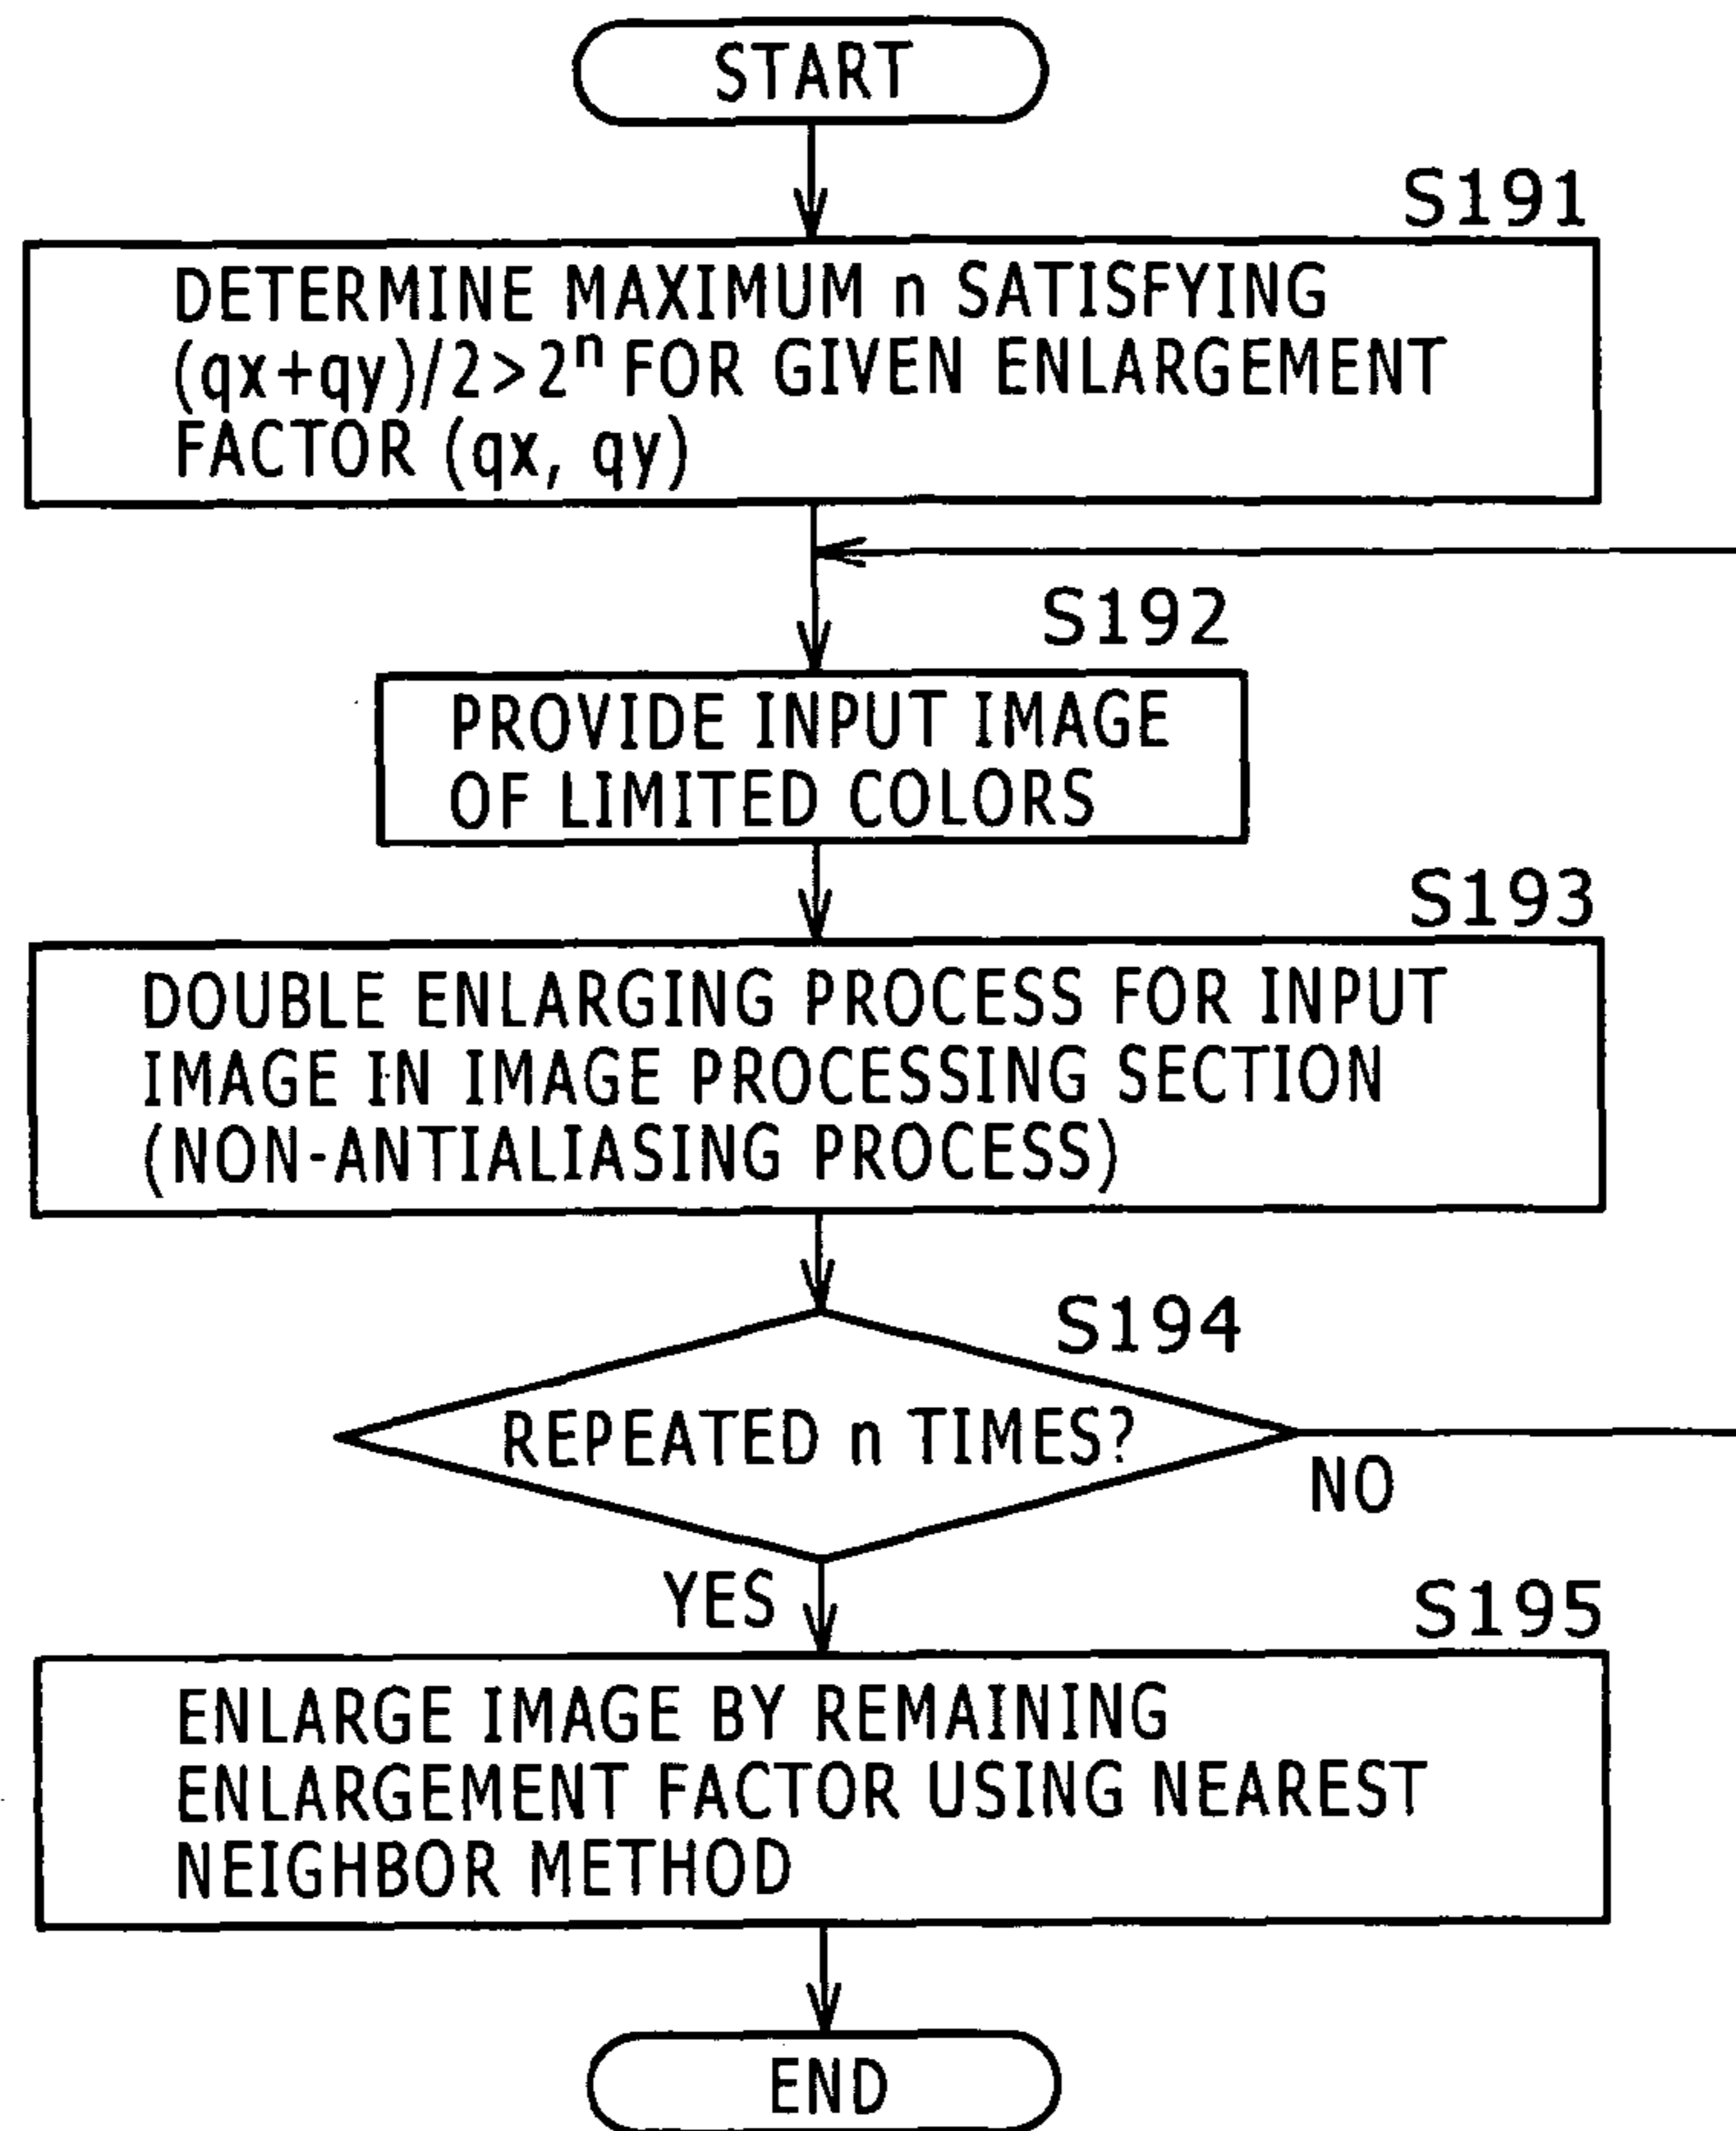 START
S191
DETERMINE MAXIMUM n SATISFYING
(qx+qy)/2>2ⁿ FOR GIVEN ENLARGEMENT
FACTOR (qx, qy)
S192
PROVIDE INPUT IMAGE
OF LIMITED COLORS
S193
DOUBLE ENLARGING PROCESS FOR INPUT
IMAGE IN IMAGE PROCESSING SECTION
(NON-ANTIALIASING PROCESS)
S194
REPEATED n TIMES?
NO
YES
S195
ENLARGE IMAGE BY REMAINING
ENLARGEMENT FACTOR USING NEAREST
NEIGHBOR METHOD
END